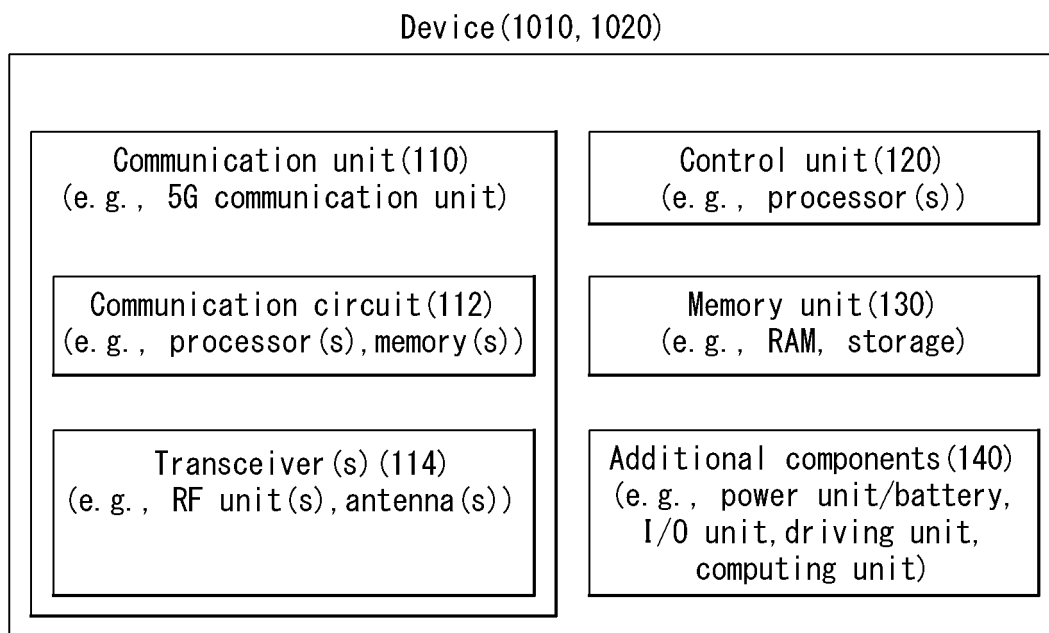 Device(1010, 1020)
Communication unit(110)
(e.g., 5G communication unit)
Communication circuit(112)
(e.g., processor(s), memory(s))
Transceiver(s)(114)
(e.g., RF unit(s), antenna(s))
Control unit(120)
(e.g., processor(s))
Memory unit(130)
(e.g., RAM, storage)
Additional components(140)
(e.g., power unit/battery,
I/O unit, driving unit,
computing unit)